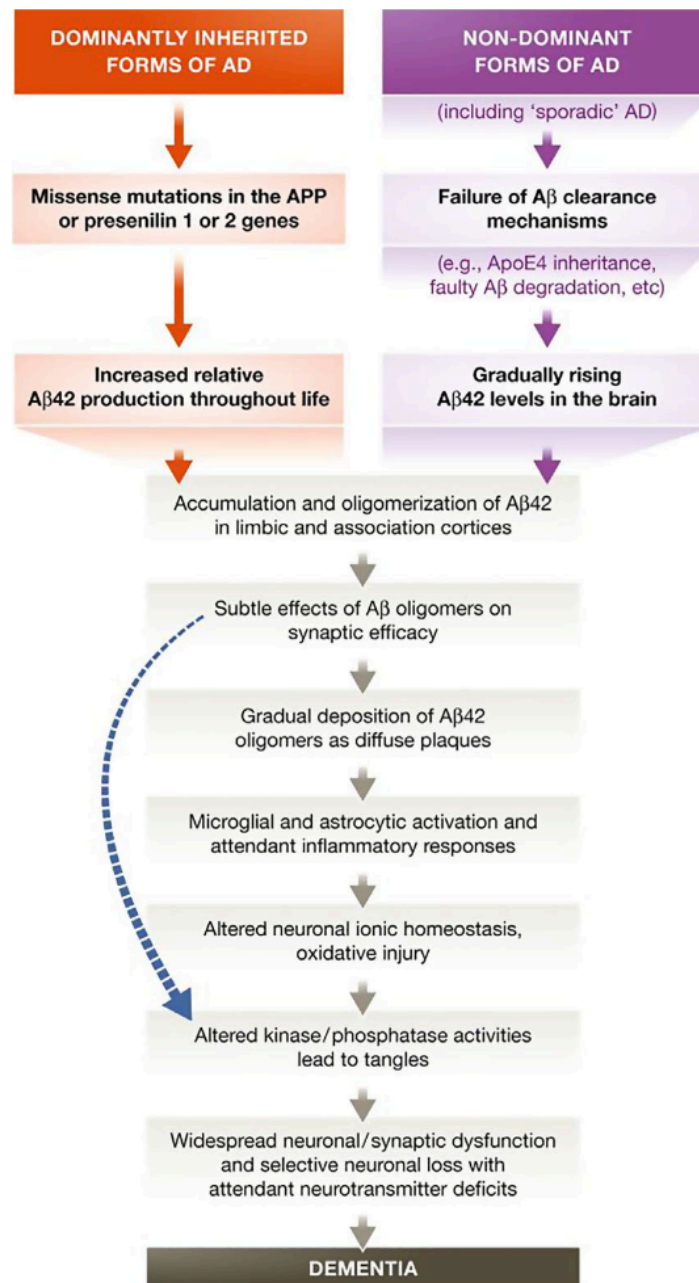 DOMINANTLY INHERITED
FORMS OF AD
NON-DOMINANT
FORMS OF AD
(including ‘sporadic’ AD)
Missense mutations in the APP
or presenilin 1 or 2 genes
Failure of Aβ clearance
mechanisms
(e.g., ApoE4 inheritance,
faulty Aβ degradation, etc)
Increased relative
Aβ42 production throughout life
Gradually rising
Aβ42 levels in the brain
Accumulation and oligomerization of Aβ42
in limbic and association cortices
Subtle effects of Aβ oligomers on
synaptic efficacy
Gradual deposition of Aβ42
oligomers as diffuse plaques
Microglial and astrocytic activation and
attendant inflammatory responses
Altered neuronal ionic homeostasis,
oxidative injury
Altered kinase/phosphatase activities
lead to tangles
Widespread neuronal/synaptic dysfunction
and selective neuronal loss with
attendant neurotransmitter deficits
DEMENTIA